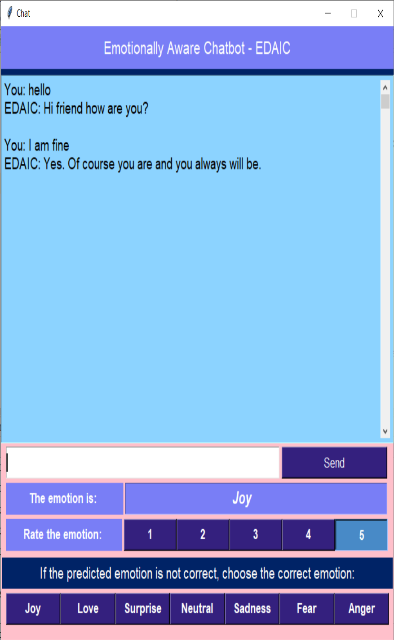 Chat
Emotionally Aware Chatbot - EDAIC
You: hello
EDAIC: Hi friend how are you?
You: I am fine
EDAIC: Yes. Of course you are and you always will be.
Send
The emotion is: Joy
Rate the emotion: 1 2 3 4 5
If the predicted emotion is not correct, choose the correct emotion:
Joy Love Surprise Neutral Sadness Fear Anger